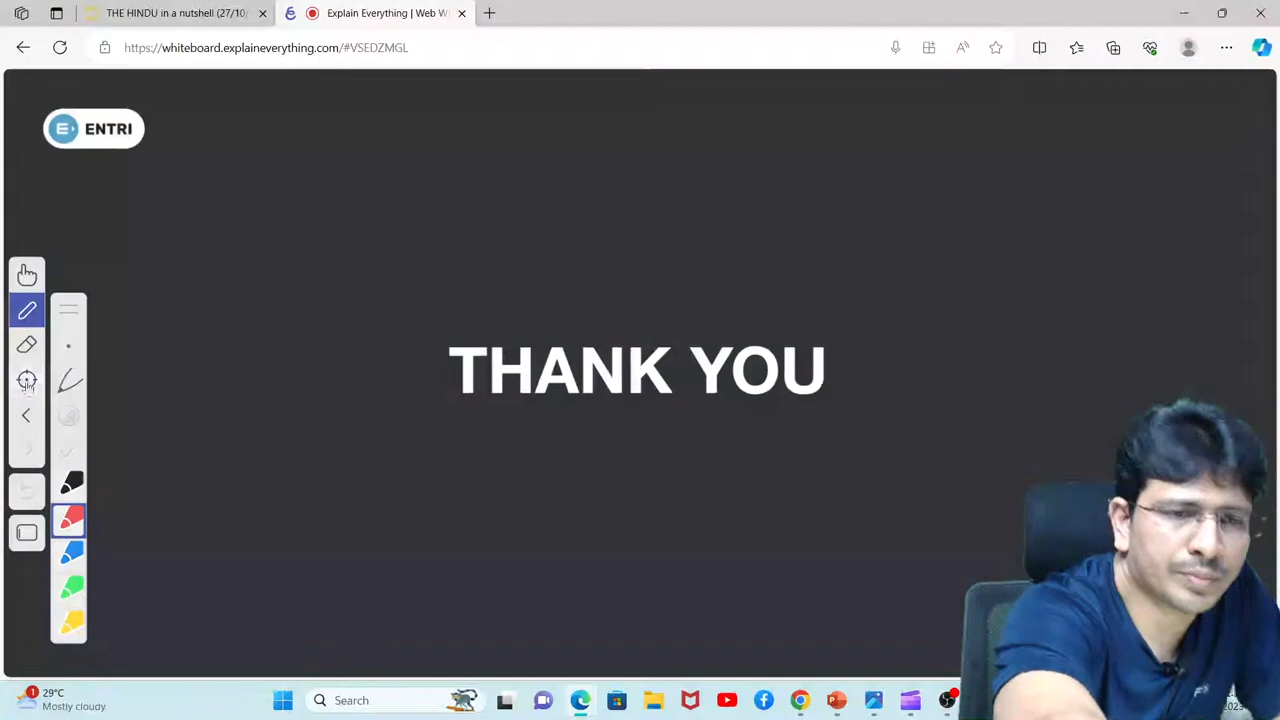 THE HINDU in a nutshell (27/10/
Explain Everything | Web W
https://whiteboard.explaineverything.com/#VSEDZMGL
E ENTRI
THANK YOU
1
29°C
Mostly cloudy
Search